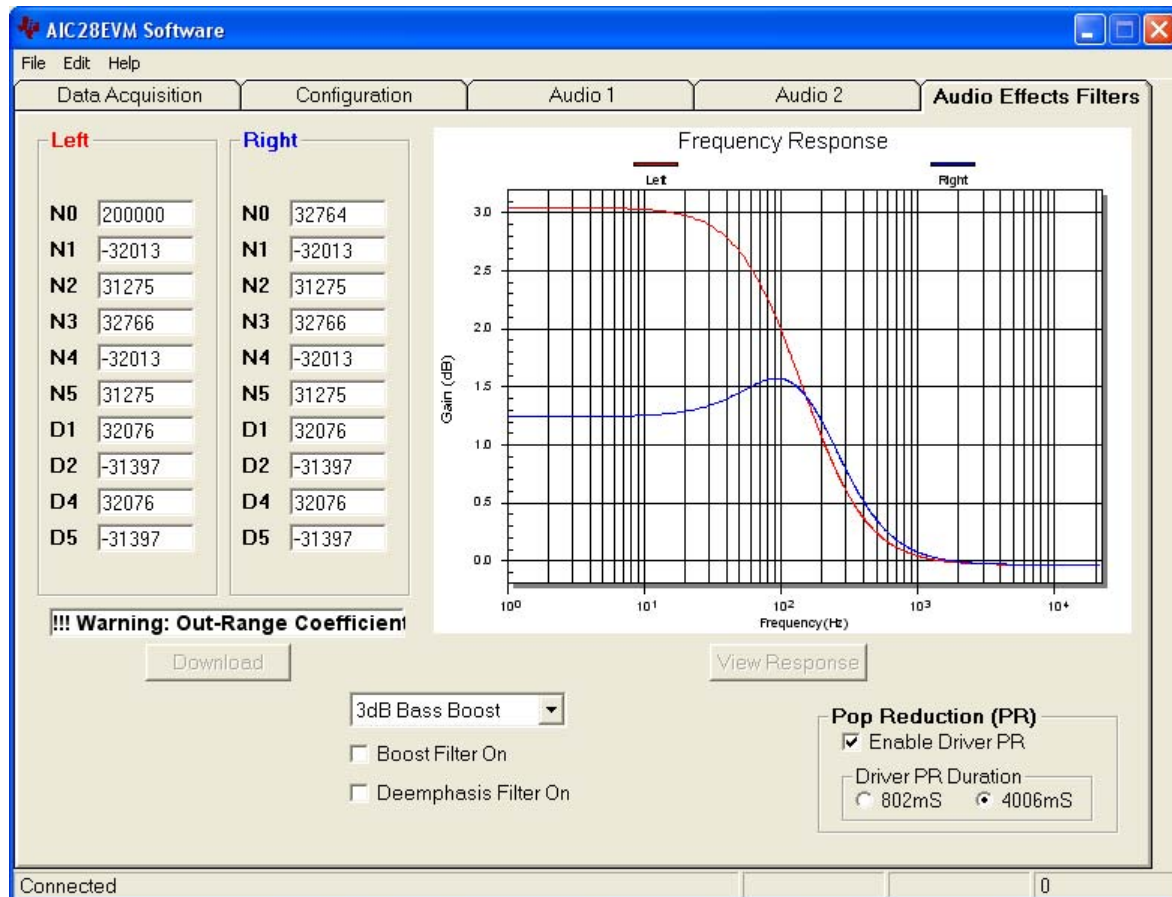 AIC28EVM Software
File Edit Help
Data Acquisition Configuration Audio 1 Audio 2 Audio Effects Filters
Left
N0 200000
N1 -32013
N2 31275
N3 32766
N4 -32013
N5 31275
D1 32076
D2 -31397
D4 32076
D5 -31397
Right
N0 32764
N1 -32013
N2 31275
N3 32766
N4 -32013
N5 31275
D1 32076
D2 -31397
D4 32076
D5 -31397
!!! Warning: Out-Range Coefficient
Download
Frequency Response
Left Right
Gain (dB)
3.0
2.5
2.0
1.5
1.0
0.5
0.0
10⁰ 10¹ 10² 10³ 10⁴
Frequency(Hz)
View Response
3dB Bass Boost
Boost Filter On
Deemphasis Filter On
Pop Reduction (PR)
Enable Driver PR
Driver PR Duration
802mS 4006mS
Connected 0